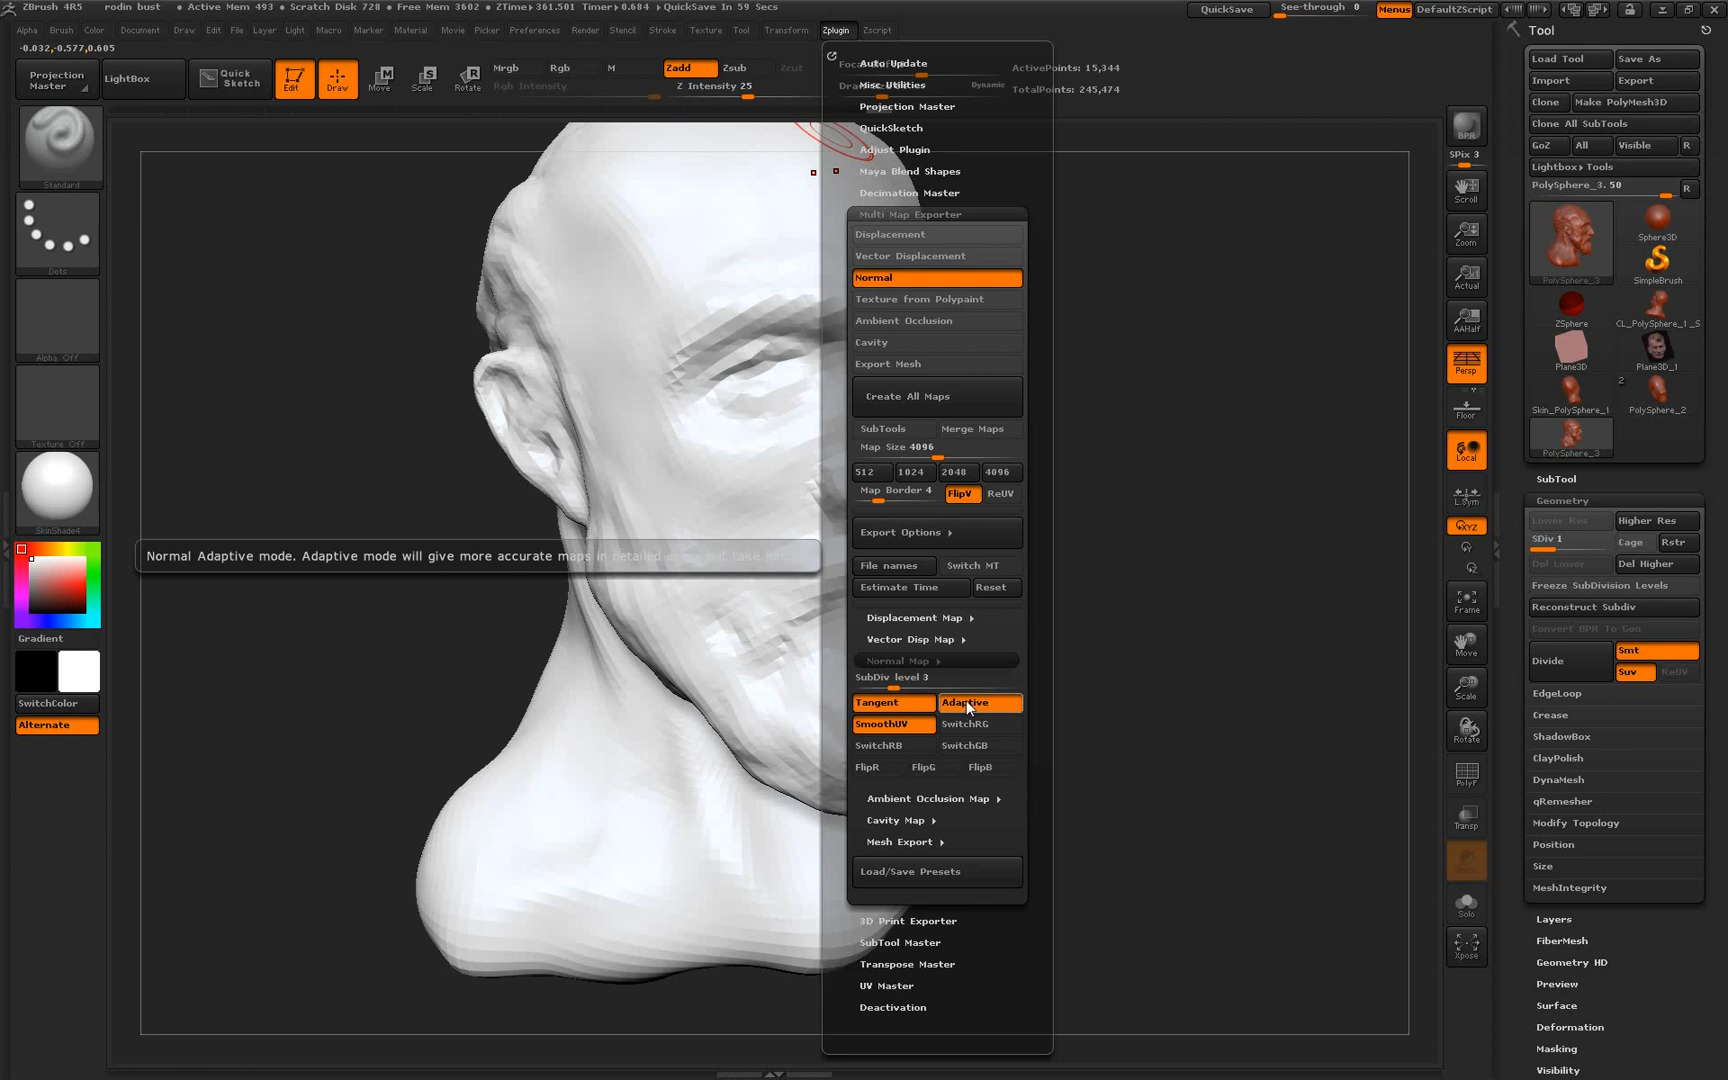 ZBrush 4R5 rodin bust • Active Mem 493 • Scratch Disk 728 • Free Mem 3602 • ZTime▸361.501 Timer▸0.684 ▸QuickSave In 59 Secs QuickSave See-through 0 Menus DefaultZScript
Alpha Brush Color Document Draw Edit File Layer Light Macro Marker Material Movie Picker Preferences Render Stencil Stroke Texture Tool Transform Zplugin Zscript
-0.032,-0.577,0.605
Projection Master
LightBox
Quick Sketch
Edit
Draw
Move
Scale
Rotate
Mrgb Rgb M
Rgb Intensity
Zadd Zsub Zcut
Z Intensity 25
Dynamic
ActivePoints: 15,344
TotalPoints: 245,474
Standard
Dots
Alpha Off
Texture Off
SkinShade4
Gradient
SwitchColor
Alternate
Normal Adaptive mode. Adaptive mode will give more accurate maps in detailed
Auto Update
Misc Utilities
Projection Master
QuickSketch
Adjust Plugin
Maya Blend Shapes
Decimation Master
Multi Map Exporter
Displacement
Vector Displacement
Normal
Texture from Polypaint
Ambient Occlusion
Cavity
Export Mesh
Create All Maps
SubTools Merge Maps
Map Size 4096
512 1024 2048 4096
Map Border 4 FlipV ReUV
Export Options ▸
File names Switch MT
Estimate Time Reset
Displacement Map ▸
Vector Disp Map ▸
Normal Map ▸
SubDiv level 3
Tangent Adaptive
SmoothUV SwitchRG
SwitchRB SwitchGB
FlipR FlipG FlipB
Ambient Occlusion Map ▸
Cavity Map ▸
Mesh Export ▸
Load/Save Presets
3D Print Exporter
SubTool Master
Transpose Master
UV Master
Deactivation
BPR
SPix 3
Scroll
Zoom
Actual
AAHalf
Persp
Floor
Local
L.Sym
XYZ
Frame
Move
Scale
Rotate
PolyF
Transp
Solo
Xpose
Tool
Load Tool Save As
Import Export
Clone Make PolyMesh3D
Clone All SubTools
GoZ All Visible R
Lightbox▸Tools
PolySphere_3. 50 R
PolySphere_3
Sphere3D
SimpleBrush
ZSphere CL_PolySphere_1_S
Plane3D Plane3D_1
2
Skin_PolySphere_1 PolySphere_2
PolySphere_3
SubTool
Geometry
Lower Res Higher Res
SDiv 1 Cage Rstr
Del Lower Del Higher
Freeze SubDivision Levels
Reconstruct Subdiv
Convert BPR To Geo
Divide Smt
Suv ReUV
EdgeLoop
Crease
ShadowBox
ClayPolish
DynaMesh
qRemesher
Modify Topology
Position
Size
MeshIntegrity
Layers
FiberMesh
Geometry HD
Preview
Surface
Deformation
Masking
Visibility